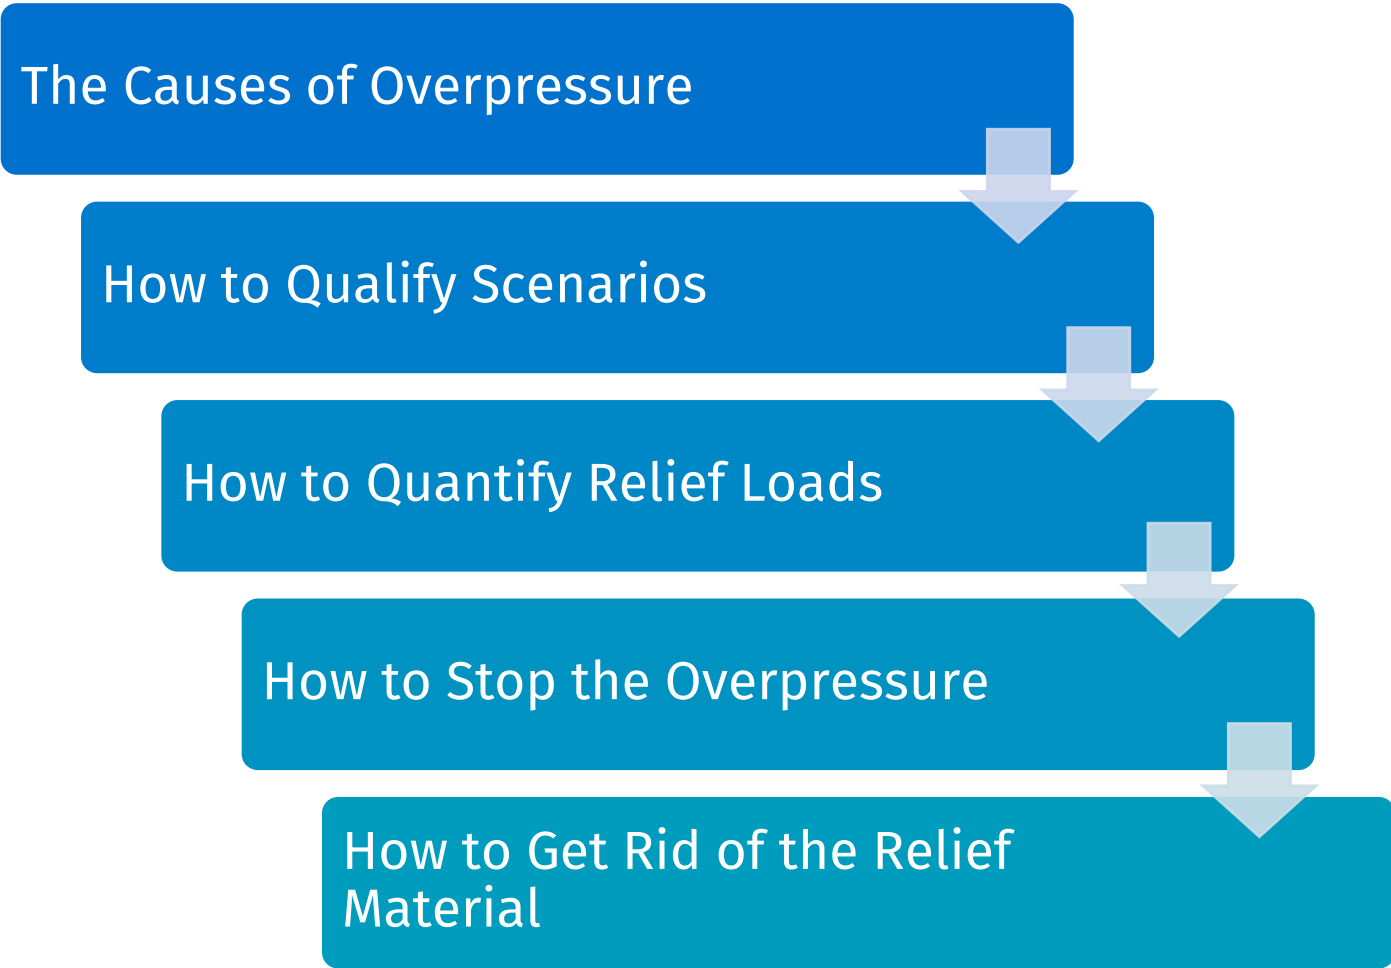 The Causes of Overpressure
How to Qualify Scenarios
How to Quantify Relief Loads
How to Stop the Overpressure
How to Get Rid of the Relief
Material